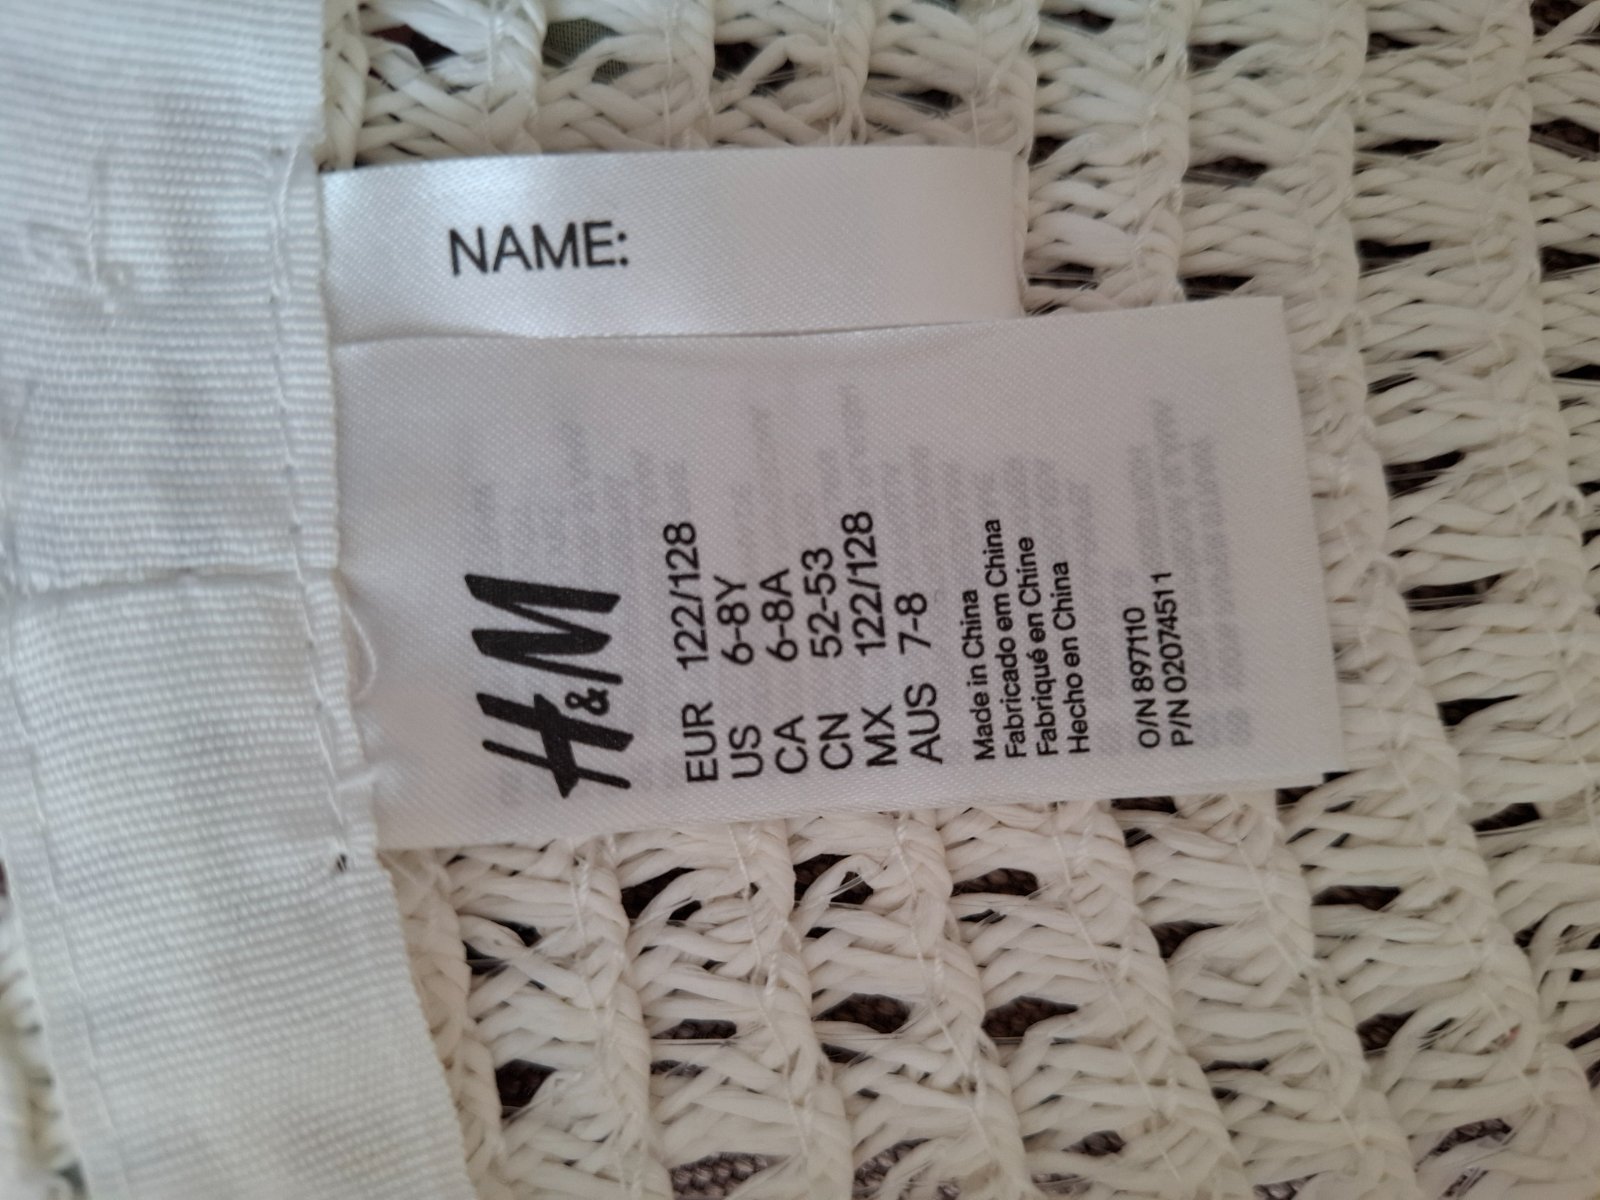 NAME:
H&M
EUR 122/128
US 6-8Y
CA 6-8A
CN 52-53
MX 122/128
AUS 7-8
Made in China
Fabricado em China
Fabriqué en Chine
Hecho en China
O/N 897110
P/N 02074511